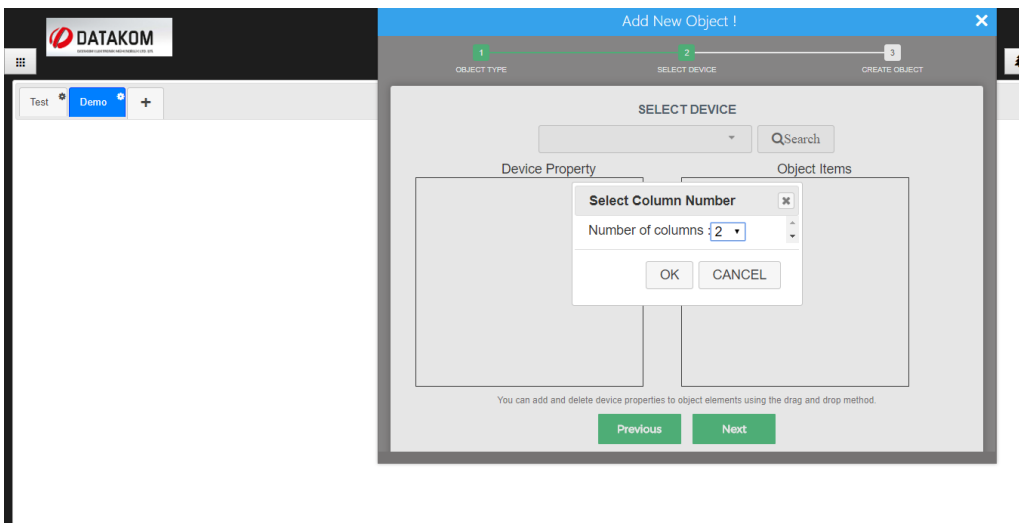 Add New Object !
DATAKOM
1
2
3
OBJECT TYPE
SELECT DEVICE
CREATE OBJECT
Test
Demo
+
SELECT DEVICE
Search
Device Property
Object Items
Select Column Number
Number of columns : 2
OK
CANCEL
You can add and delete device properties to object elements using the drag and drop method.
Previous
Next